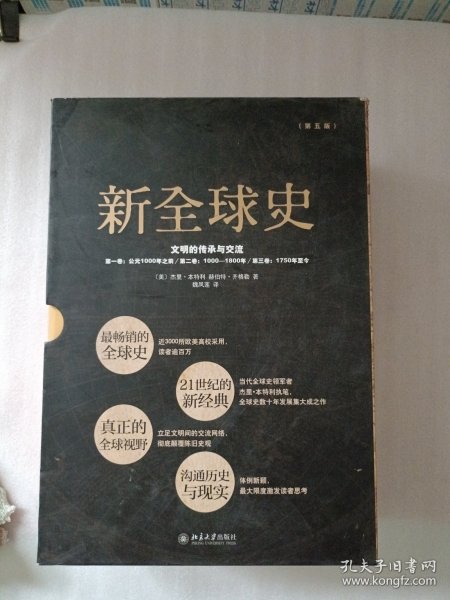 （第五版）
新全球史
文明的传承与交流
第一卷：公元1000年之前／第二卷：1000—1800年／第三卷：1750年至今
〔美〕杰里·本特利 赫伯特·齐格勒 著
魏凤莲 译
最畅销的
全球史
近3000所欧美高校采用，
读者逾百万
21世纪的
新经典
当代全球史领军者
杰里·本特利执笔，
全球史数十年发展集大成之作
真正的
全球视野
立足文明间的交流网络，
彻底颠覆陈旧史观
沟通历史
与现实
体例新颖，
最大限度激发读者思考
北京大学出版社
PEKING UNIVERSITY PRESS
孔夫子旧书网
www.kongfz.com